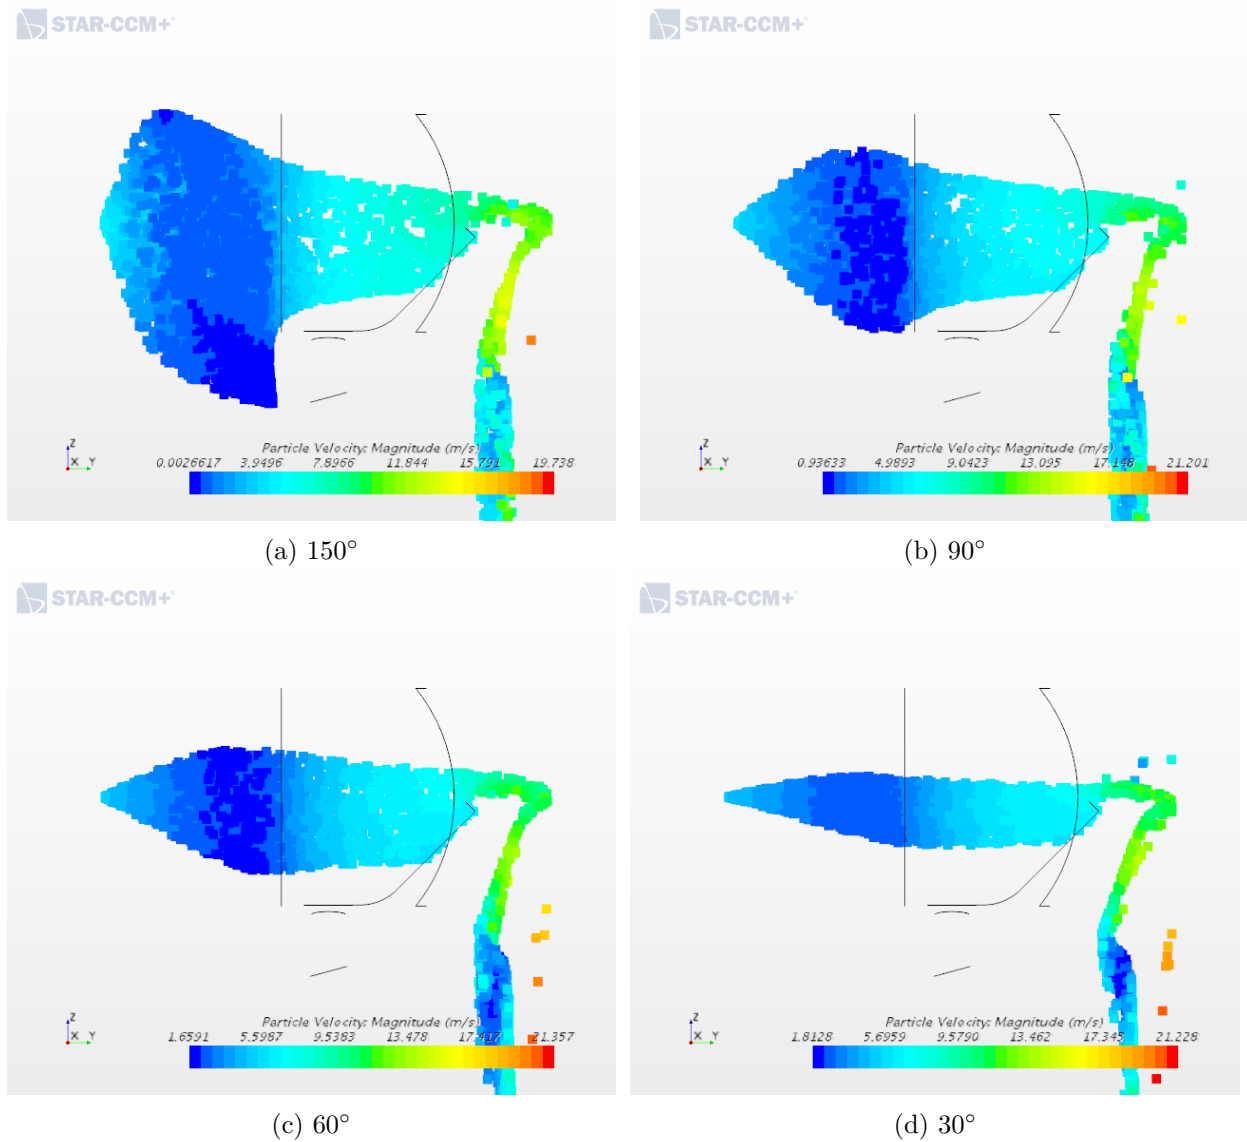 STAR-CCM+
Z
X Y
Particle Velocity: Magnitude (m/s)
0.0026617 3.9496 7.8966 11.844 15.791 19.738
(a) 150°
STAR-CCM+
Z
X Y
Particle Velocity: Magnitude (m/s)
0.93633 4.9893 9.0423 13.095 17.148 21.201
(b) 90°
STAR-CCM+
Z
X Y
Particle Velocity: Magnitude (m/s)
1.6591 5.5987 9.5383 13.478 17.417 21.357
(c) 60°
STAR-CCM+
Z
X Y
Particle Velocity: Magnitude (m/s)
1.8128 5.6959 9.5790 13.462 17.345 21.228
(d) 30°